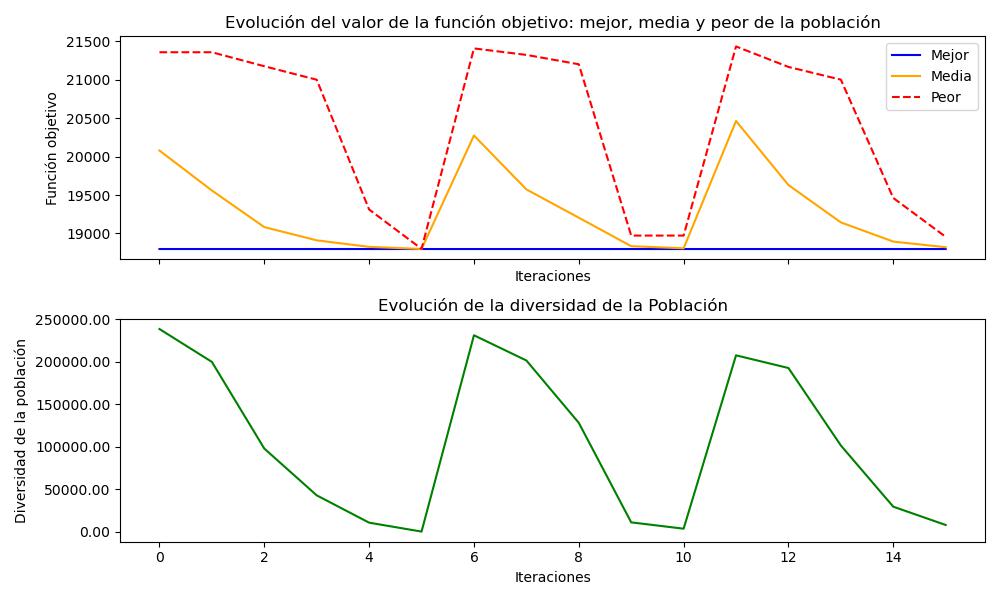 Evolución del valor de la función objetivo: mejor, media y peor de la población
21500
21000
20500
20000
19500
19000
Función objetivo
Mejor
Media
Peor
Iteraciones
Evolución de la diversidad de la Población
250000.00
200000.00
150000.00
100000.00
50000.00
0.00
Diversidad de la población
0 2 4 6 8 10 12 14
Iteraciones